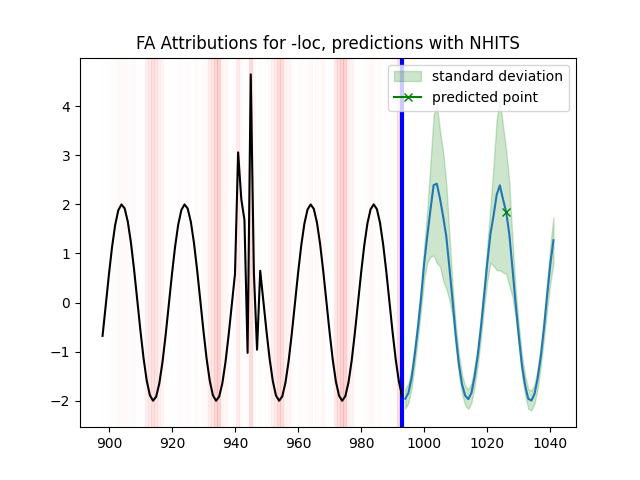 FA Attributions for -loc, predictions with NHITS
standard deviation
predicted point
4
3
2
1
0
−1
−2
900 920 940 960 980 1000 1020 1040